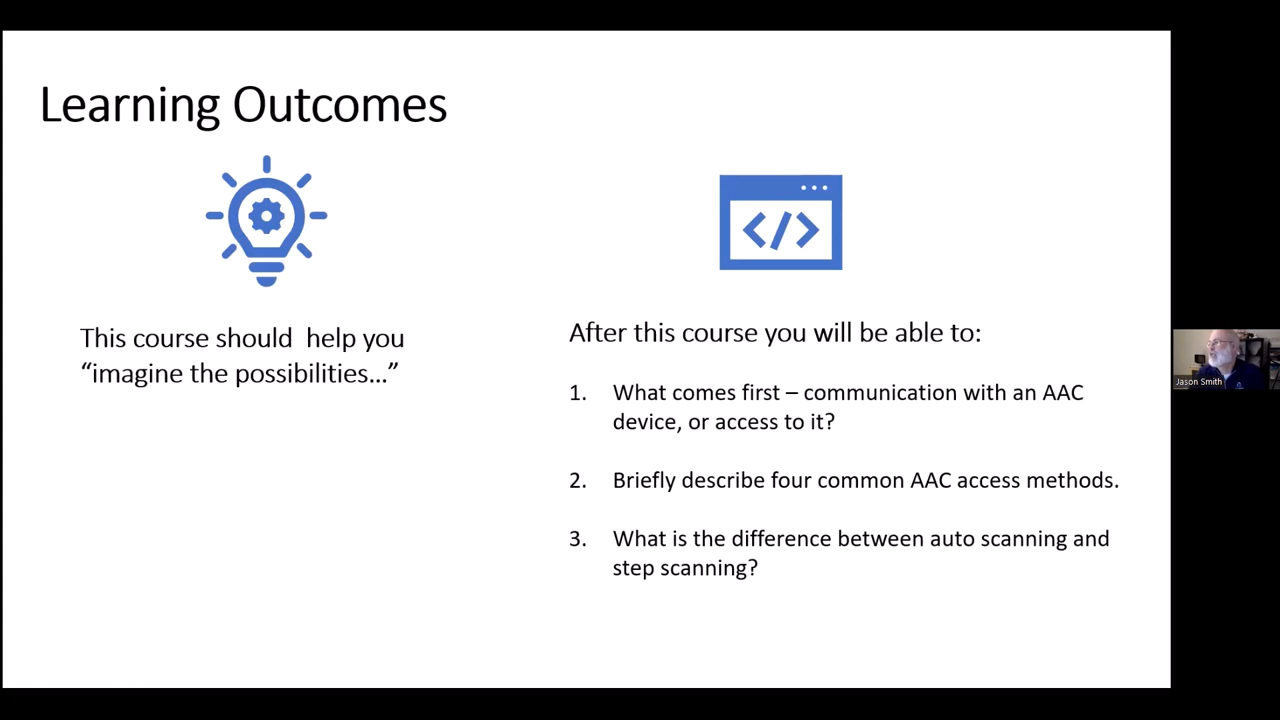 Learning Outcomes
This course should  help you
“imagine the possibilities…”
</>
After this course you will be able to:
1. What comes first – communication with an AAC
device, or access to it?
2. Briefly describe four common AAC access methods.
3. What is the difference between auto scanning and
step scanning?
Jason Smith